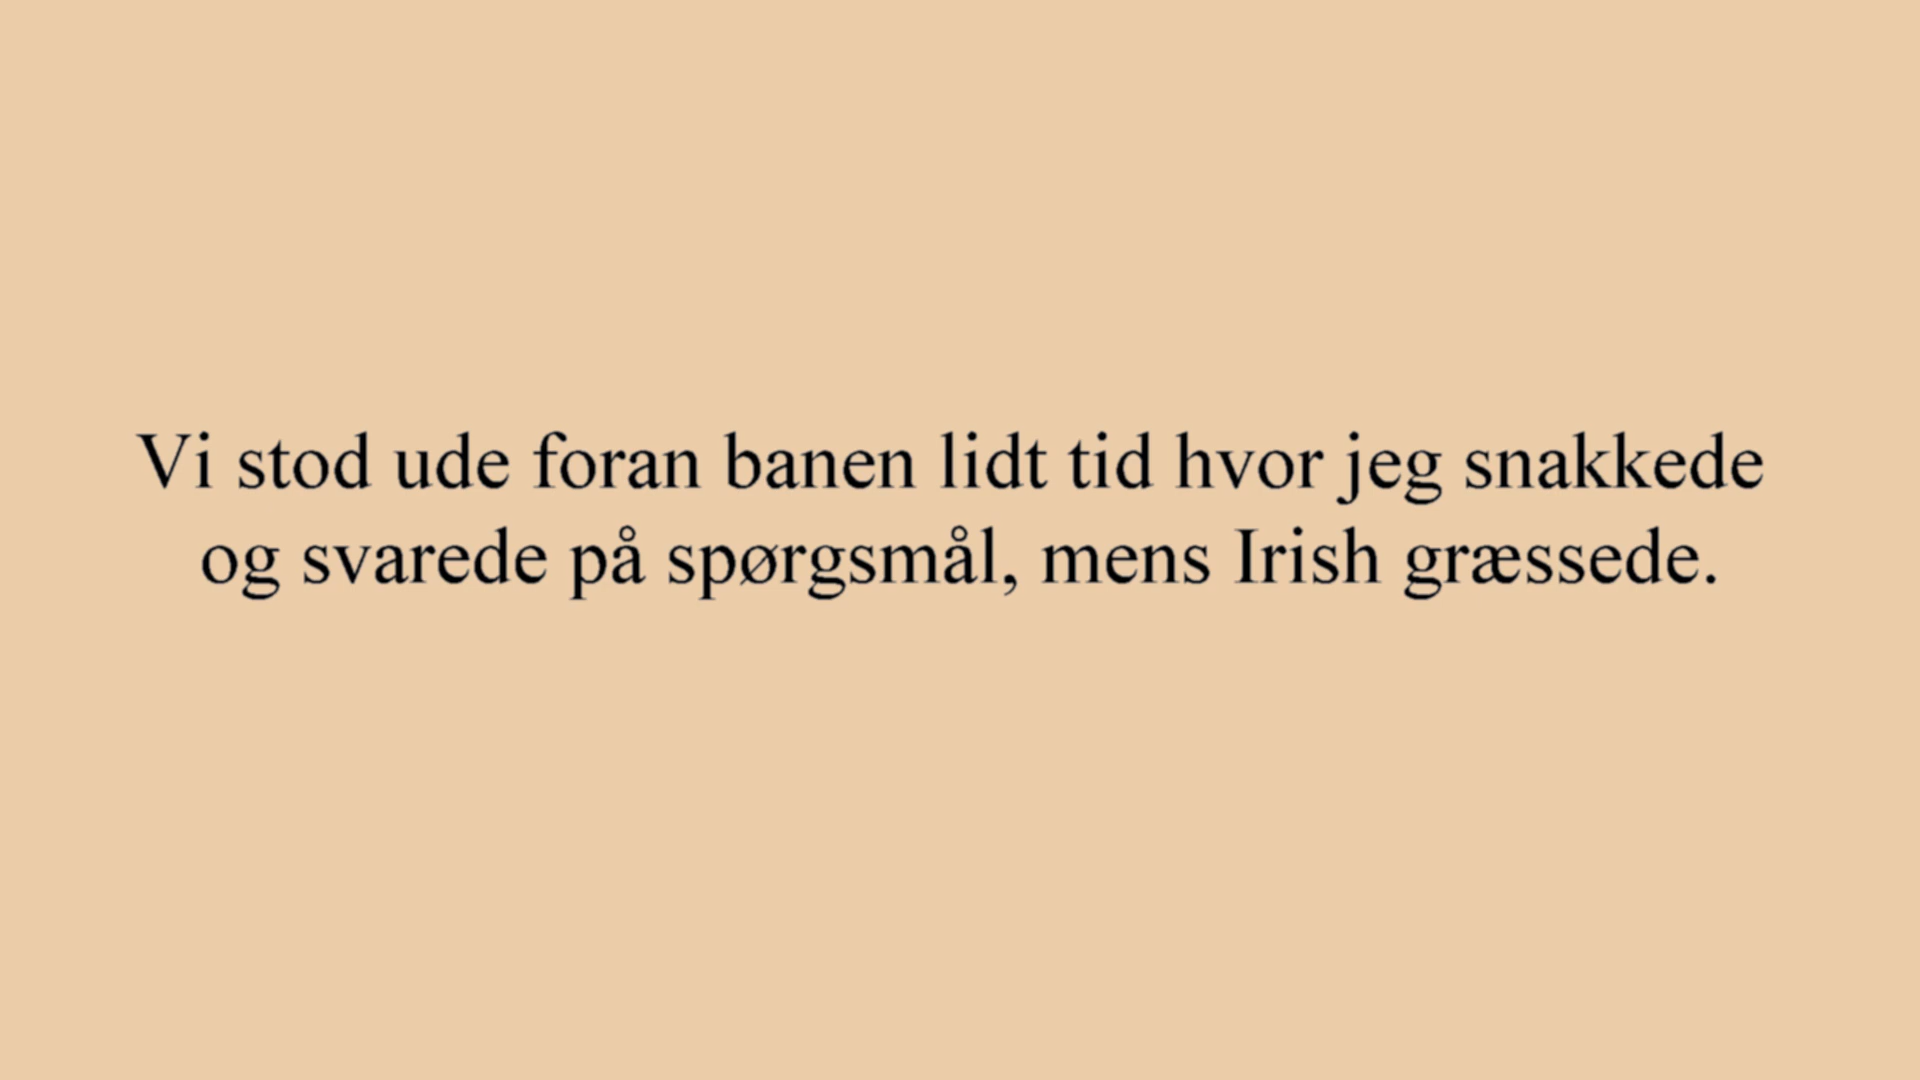 Vi stod ude foran banen lidt tid hvor jeg snakkede
og svarede på spørgsmål, mens Irish græssede.